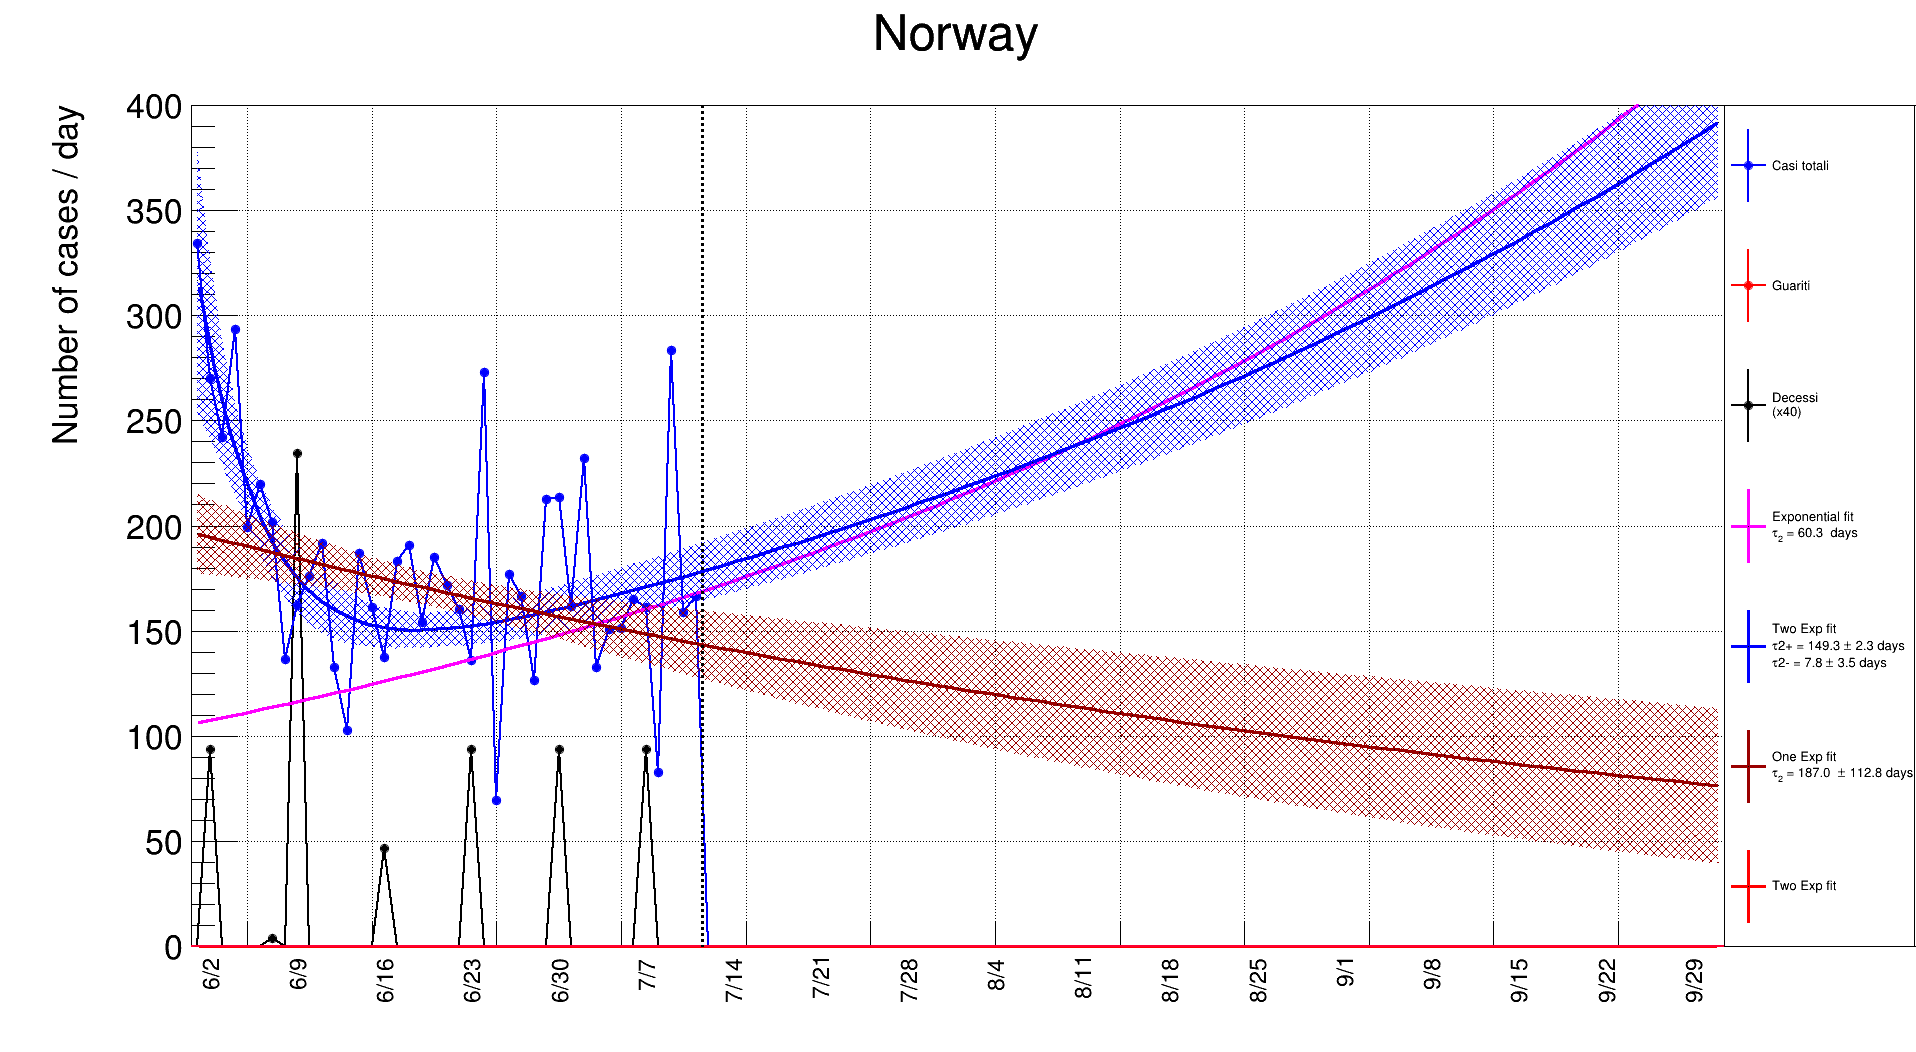 Norway
Number of cases / day
400
350
300
250
200
150
100
50
0
6/2
6/9
6/16
6/23
6/30
7/7
7/14
7/21
7/28
8/4
8/11
8/18
8/25
9/1
9/8
9/15
9/22
9/29
Casi totali
Guariti
Decessi
(x40)
Exponential fit
τ2 = 60.3 days
Two Exp fit
τ2+ = 149.3 ± 2.3 days
τ2- = 7.8 ± 3.5 days
One Exp fit
τ2 = 187.0 ± 112.8 days
Two Exp fit